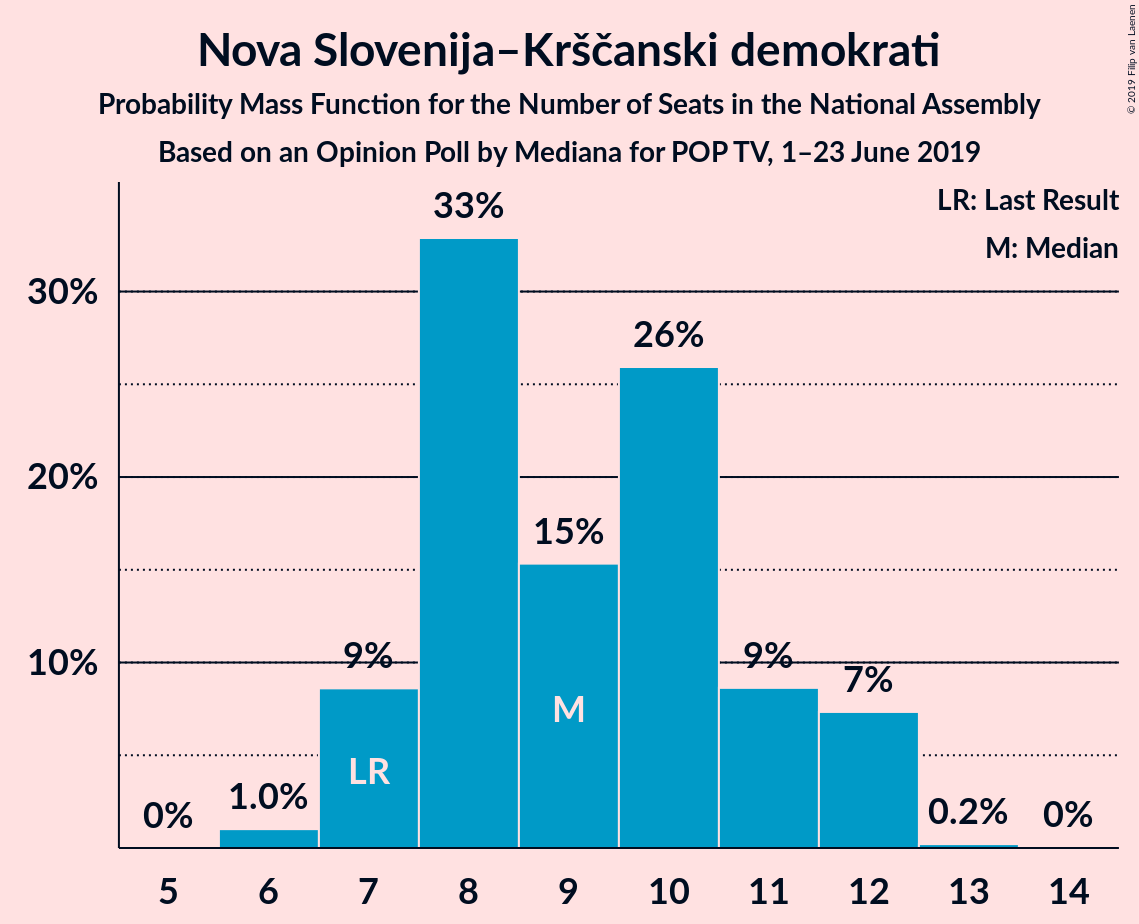 Nova Slovenija–Krščanski demokrati
Probability Mass Function for the Number of Seats in the National Assembly
Based on an Opinion Poll by Mediana for POP TV, 1–23 June 2019
© 2019 Filip van Laenen
LR: Last Result
M: Median
30%
20%
10%
0%
1.0%
9%
33%
15%
26%
9%
7%
0.2%
0%
LR
M
5 6 7 8 9 10 11 12 13 14